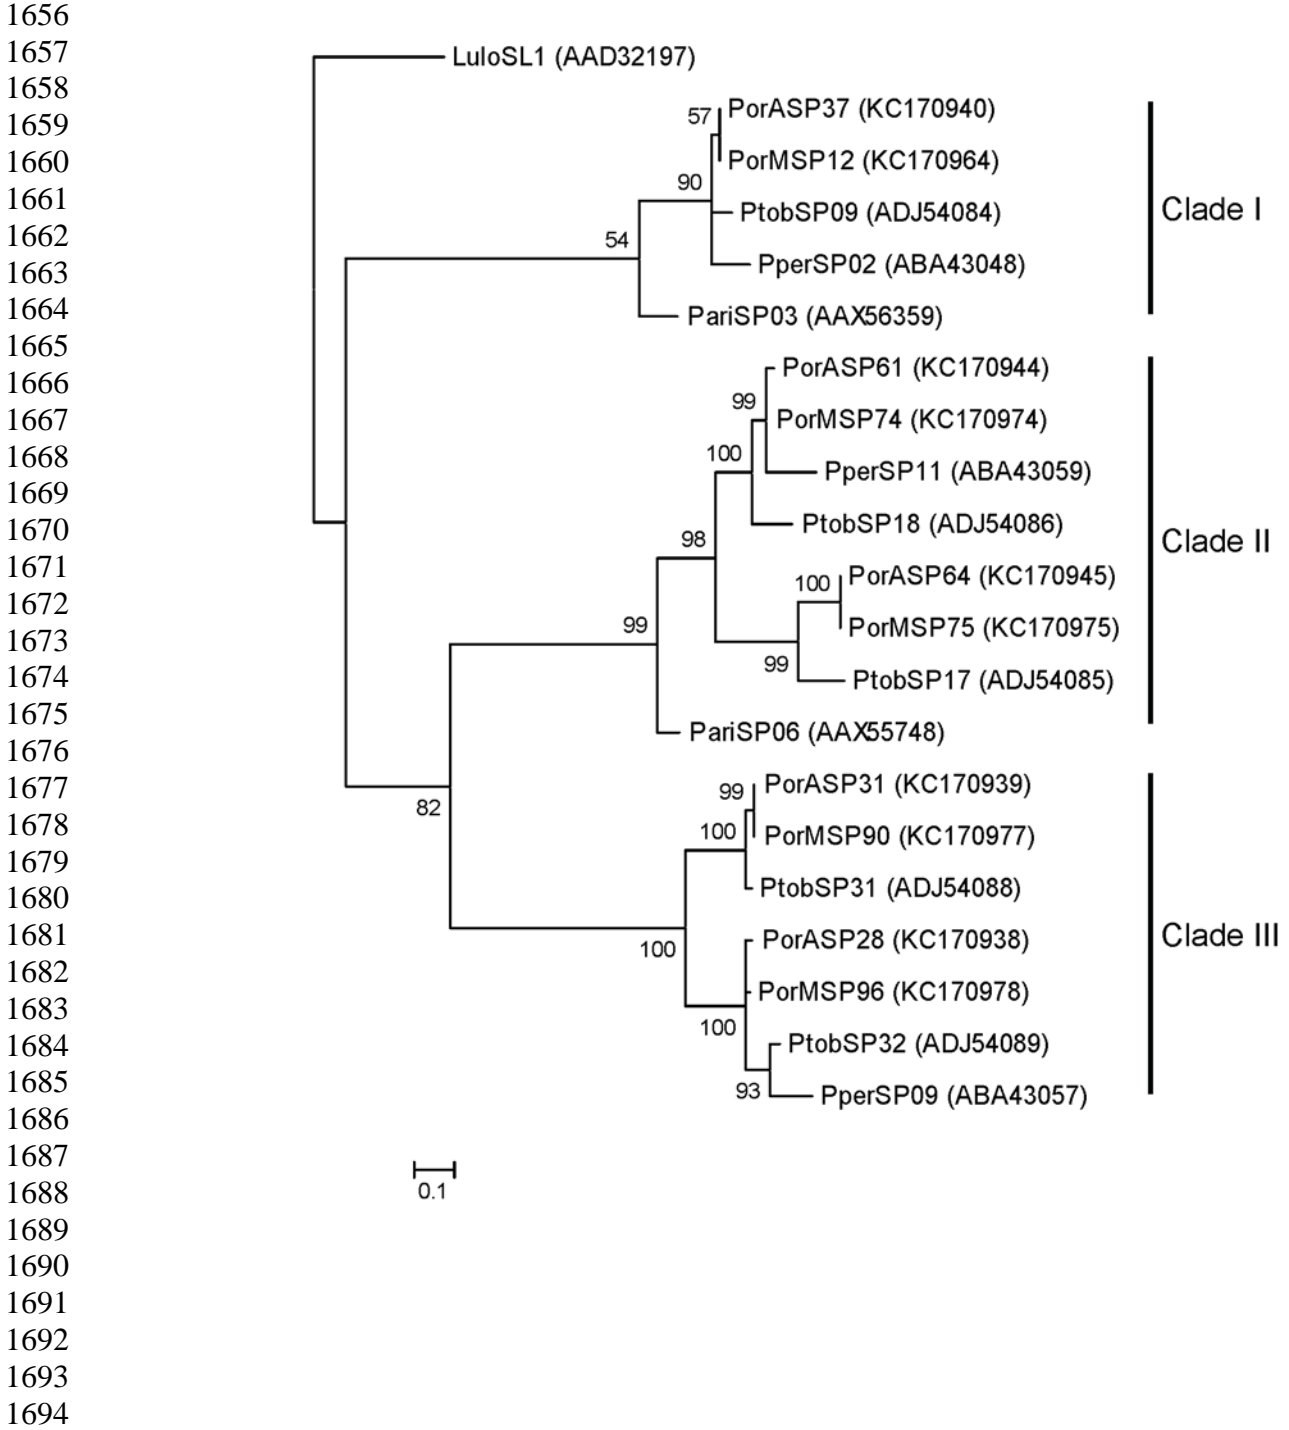 1656
1657 LuloSL1 (AAD32197)
1658
57 PorASP37 (KC170940)
1659
1660 PorMSP12 (KC170964)
90
1661 PtobSP09 (ADJ54084) Clade I
1662 54
1663 PperSP02 (ABA43048)
1664 PariSP03 (AAX56359)
1665
PorASP61 (KC170944)
1666
99
1667 PorMSP74 (KC170974)
1668 100
PperSP11 (ABA43059)
1669
1670 PtobSP18 (ADJ54086)
98 Clade II
1671 100 PorASP64 (KC170945)
1672
1673 99 PorMSP75 (KC170975)
99
1674 PtobSP17 (ADJ54085)
1675 PariSP06 (AAX55748)
1676
1677 99 PorASP31 (KC170939)
82
1678 100 PorMSP90 (KC170977)
1679
1680 PtobSP31 (ADJ54088)
1681 PorASP28 (KC170938) Clade III
100
1682
1683 PorMSP96 (KC170978)
100
1684 PtobSP32 (ADJ54089)
1685 93 PperSP09 (ABA43057)
1686
1687
1688 0.1
1689
1690
1691
1692
1693
1694